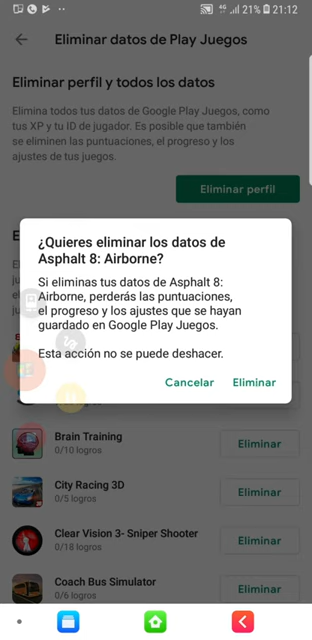 21% 21:12
Eliminar datos de Play Juegos
Eliminar perfil y todos los datos
Elimina todos tus datos de Google Play Juegos, como
tus XP y tu ID de jugador. Es posible que también
se eliminen las puntuaciones, el progreso y los
ajustes de tus juegos.
Eliminar perfil
¿Quieres eliminar los datos de
Asphalt 8: Airborne?
Si eliminas tus datos de Asphalt 8:
Airborne, perderás las puntuaciones,
el progreso y los ajustes que se hayan
guardado en Google Play Juegos.
Esta acción no se puede deshacer.
Cancelar Eliminar
Brain Training
0/10 logros
Eliminar
City Racing 3D
0/5 logros
Eliminar
Clear Vision 3- Sniper Shooter
0/18 logros
Eliminar
Coach Bus Simulator
0/6 logros
Eliminar